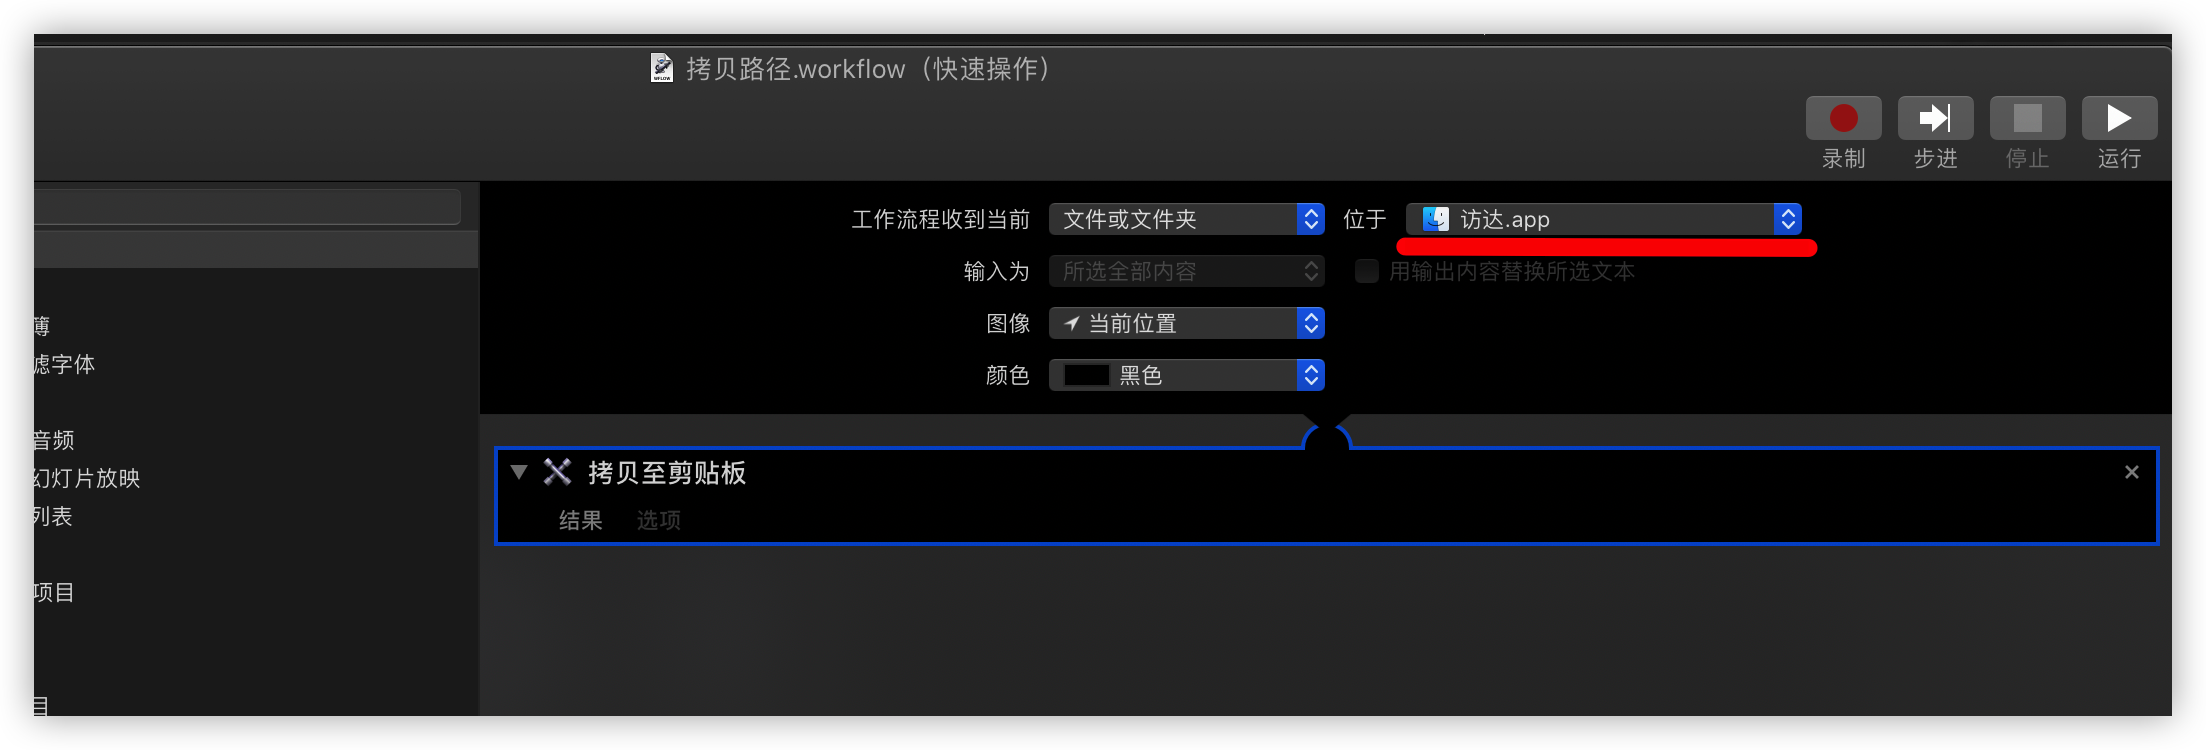 拷贝路径.workflow（快速操作）
录制 步进 停止 运行
工作流程收到当前 文件或文件夹 位于 访达.app
输入为 所选全部内容 用输出内容替换所选文本
图像 当前位置
颜色 黑色
簿
滤字体
音频
幻灯片放映
列表
项目
目
拷贝至剪贴板
结果 选项